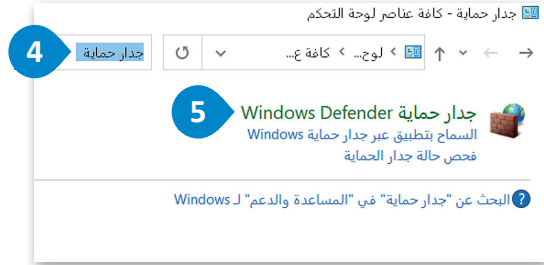 جدار حماية - كافة عناصر لوحة التحكم
لوح... كافة ع...
جدار حماية
4
جدار حماية Windows Defender
5
السماح بتطبيق عبر جدار حماية Windows
فحص حالة جدار الحماية
البحث عن "جدار حماية" في "المساعدة والدعم" لـ Windows